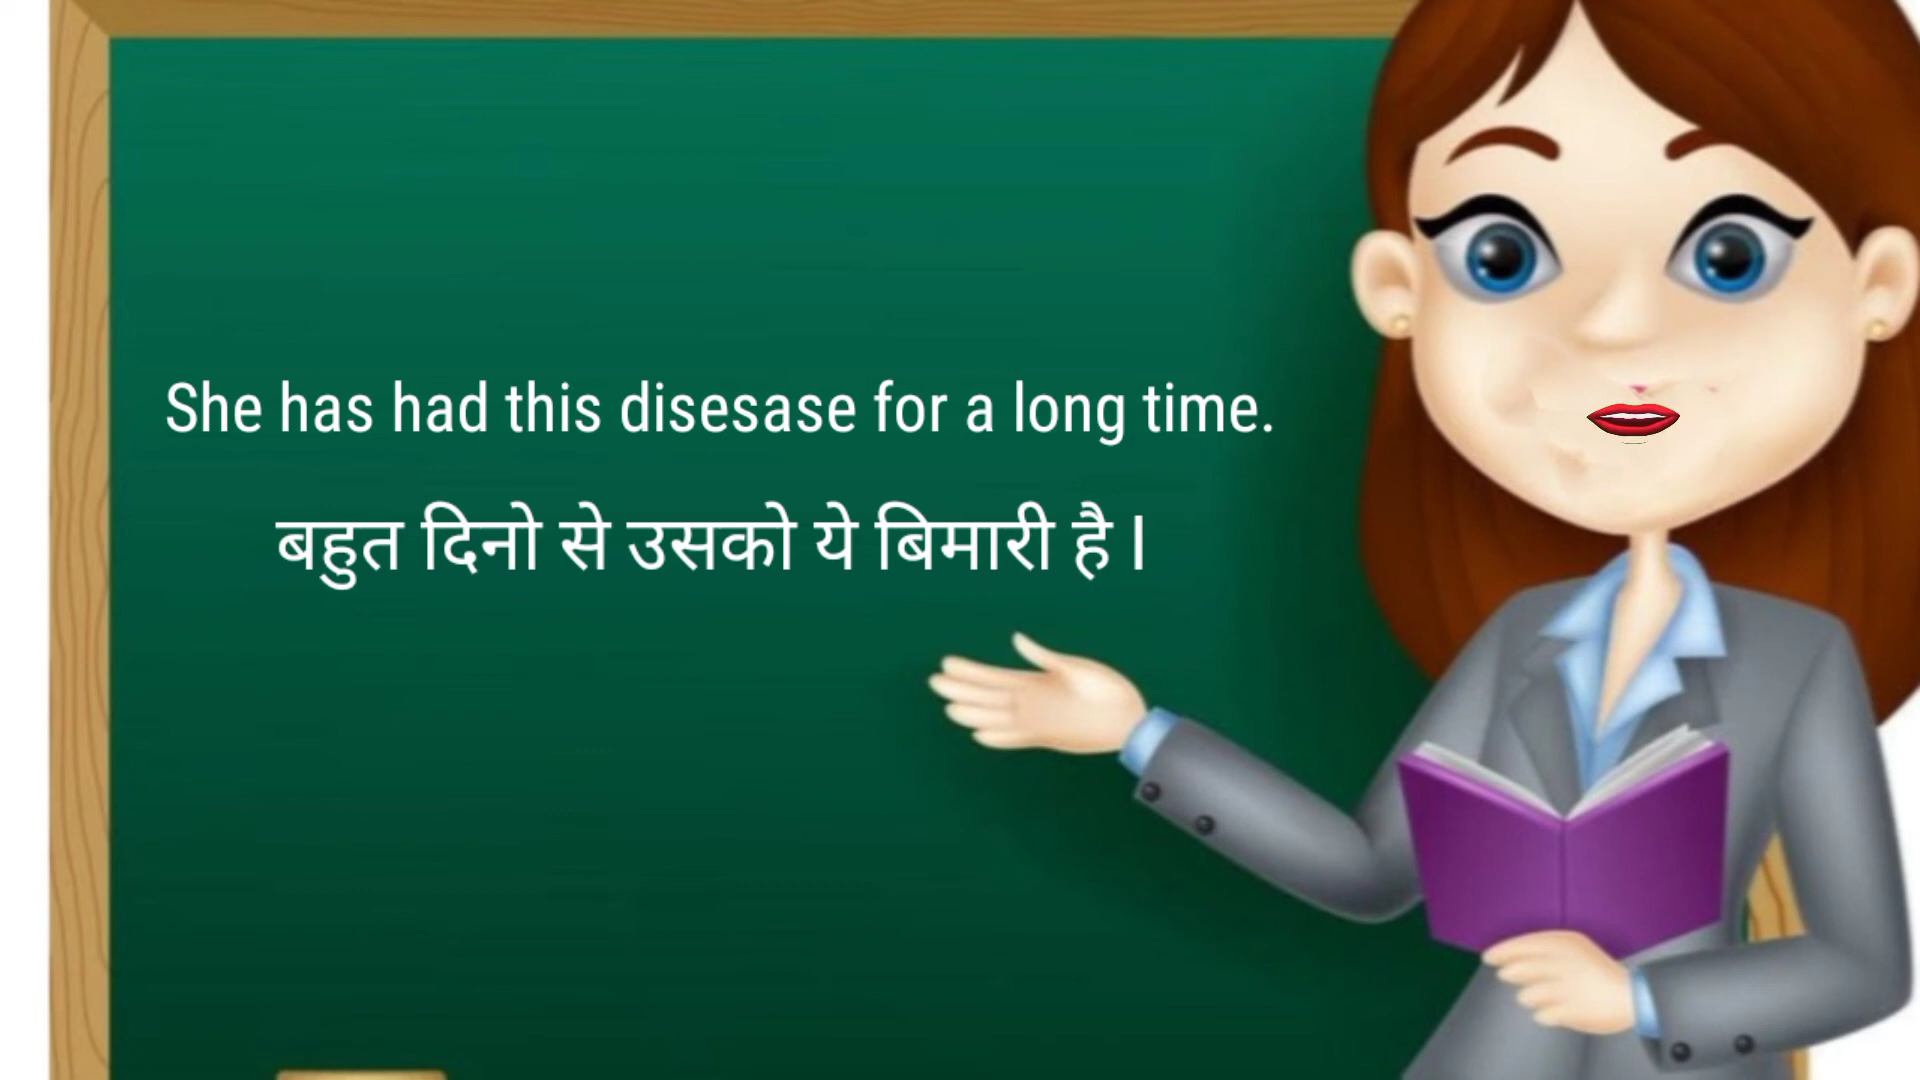 She has had this disesase for a long time.
बहुत दिनो से उसको ये बिमारी है l